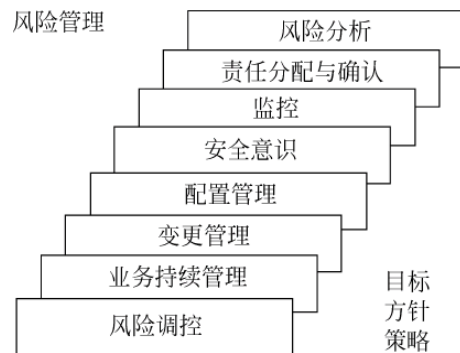 风险管理
风险分析
责任分配与确认
监控
安全意识
配置管理
变更管理
业务持续管理
风险调控
目标
方针
策略